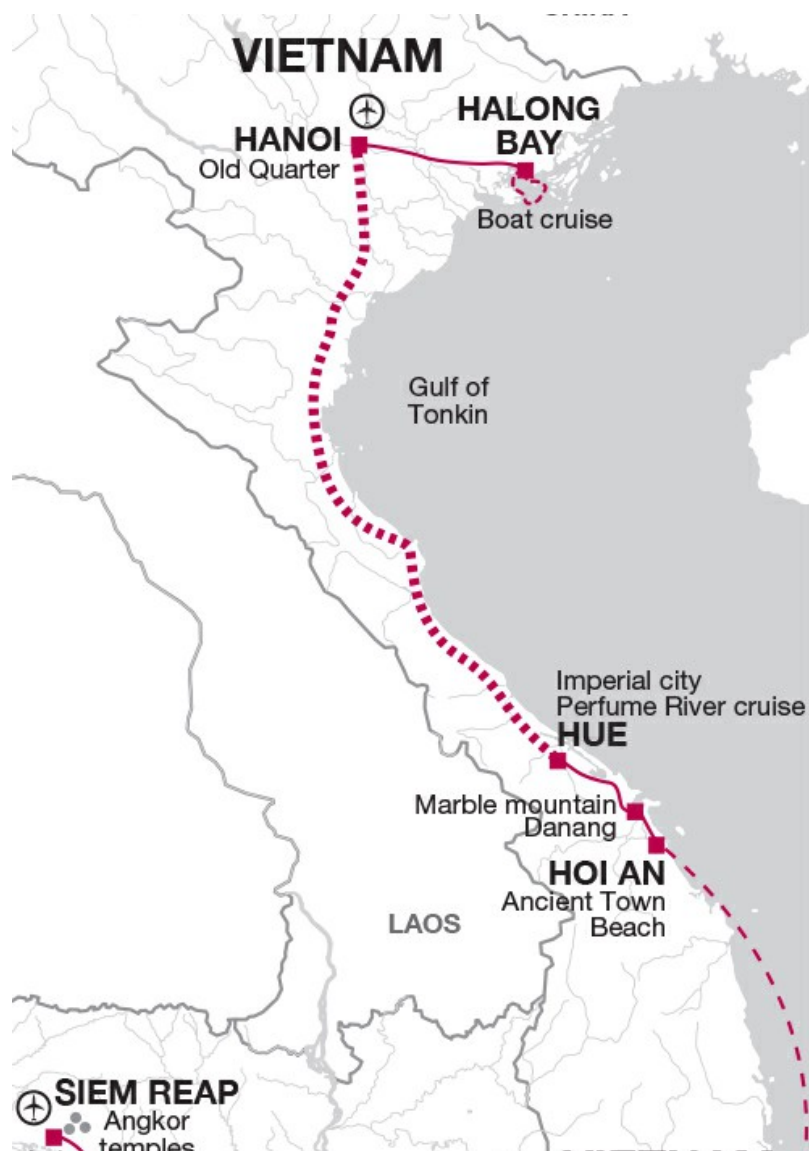 VIETNAM
HALONG
BAY
HANOI
Old Quarter
Boat cruise
Gulf of
Tonkin
Imperial city
Perfume River cruise
HUE
Marble mountain
Danang
HOI AN
Ancient Town
Beach
LAOS
SIEM REAP
Angkor
temples